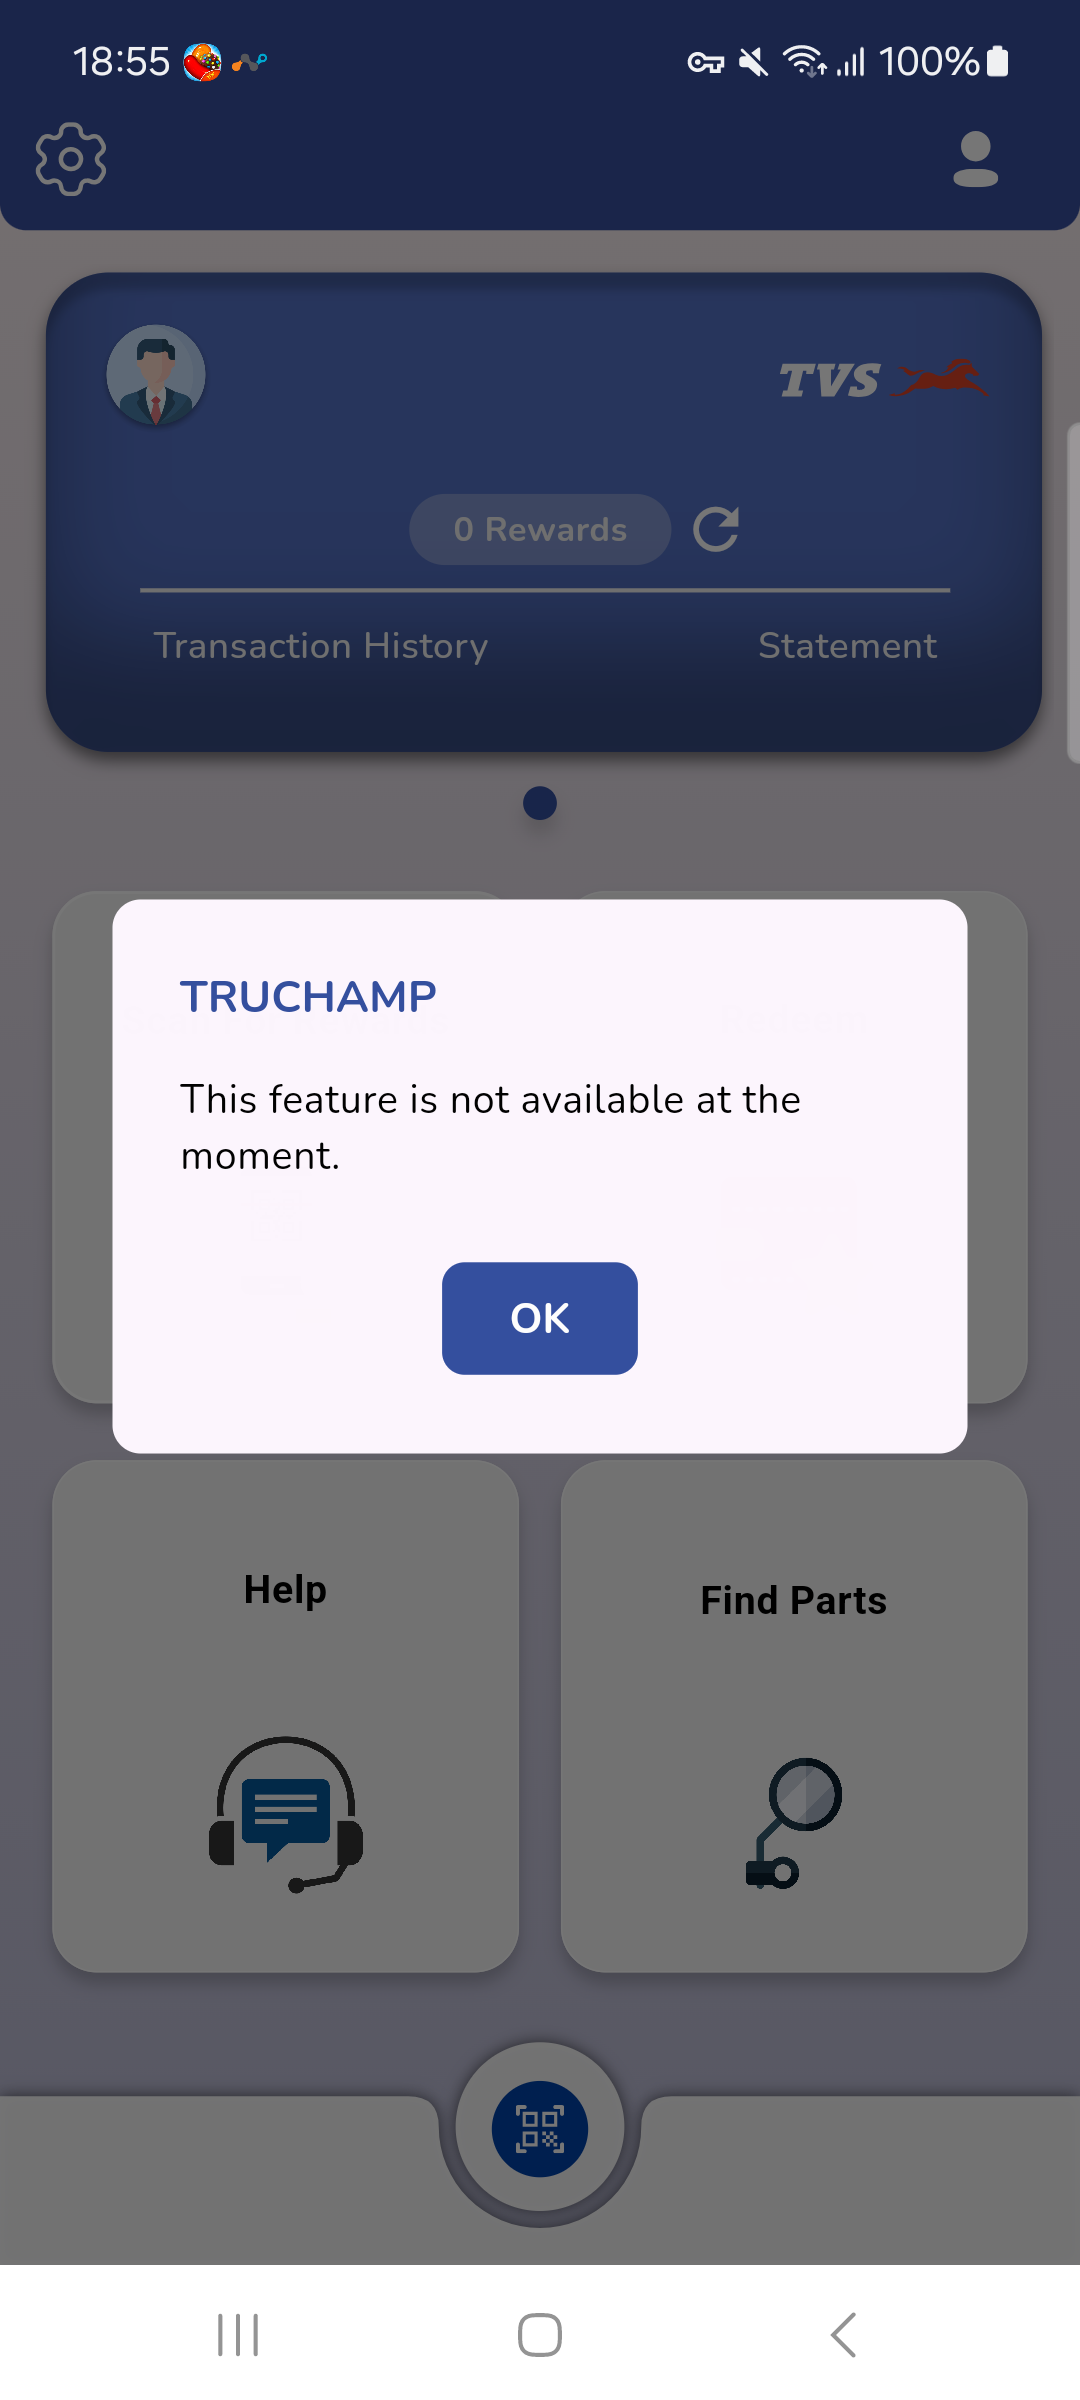 18:55 100%
TVS
0 Rewards
Transaction History Statement
TRUCHAMP
This feature is not available at the
moment.
OK
Help
Find Parts